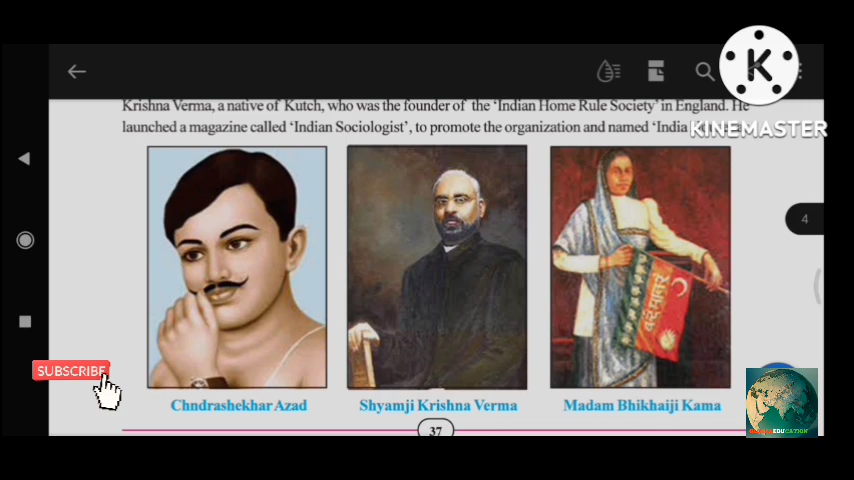 Krishna Verma, a native of Kutch, who was the founder of the 'Indian Home Rule Society' in England. He
launched a magazine called 'Indian Sociologist', to promote the organization and named 'India
KINEMASTER
4
वंदे मातरम्
SUBSCRIBE
Chndrashekhar Azad
Shyamji Krishna Verma
Madam Bhikhaiji Kama
EDUCATION
37